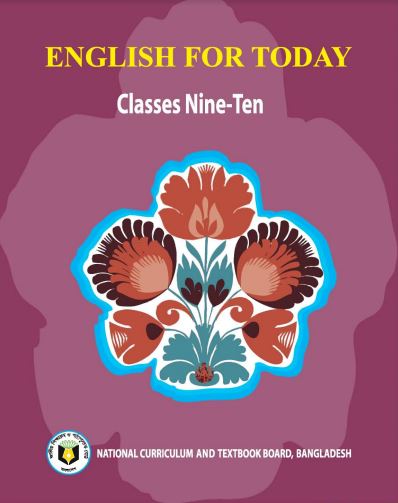 ENGLISH FOR TODAY
Classes Nine-Ten
NATIONAL CURRICULUM AND TEXTBOOK BOARD, BANGLADESH